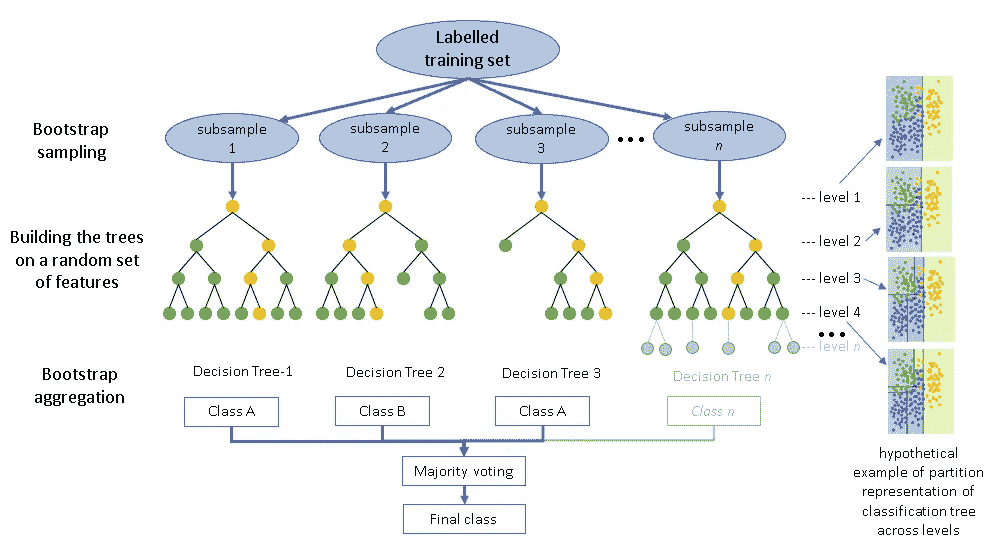 Labelled
training set
Bootstrap
sampling
subsample
1
subsample
2
subsample
3
•••
subsample
n
Building the trees
on a random set
of features
--- level 1
--- level 2
--- level 3
--- level 4
•••
--- level n
Bootstrap
aggregation
Decision Tree-1
Decision Tree 2
Decision Tree 3
Decision Tree n
Class A
Class B
Class A
Class n
Majority voting
Final class
hypothetical
example of partition
representation of
classification tree
across levels